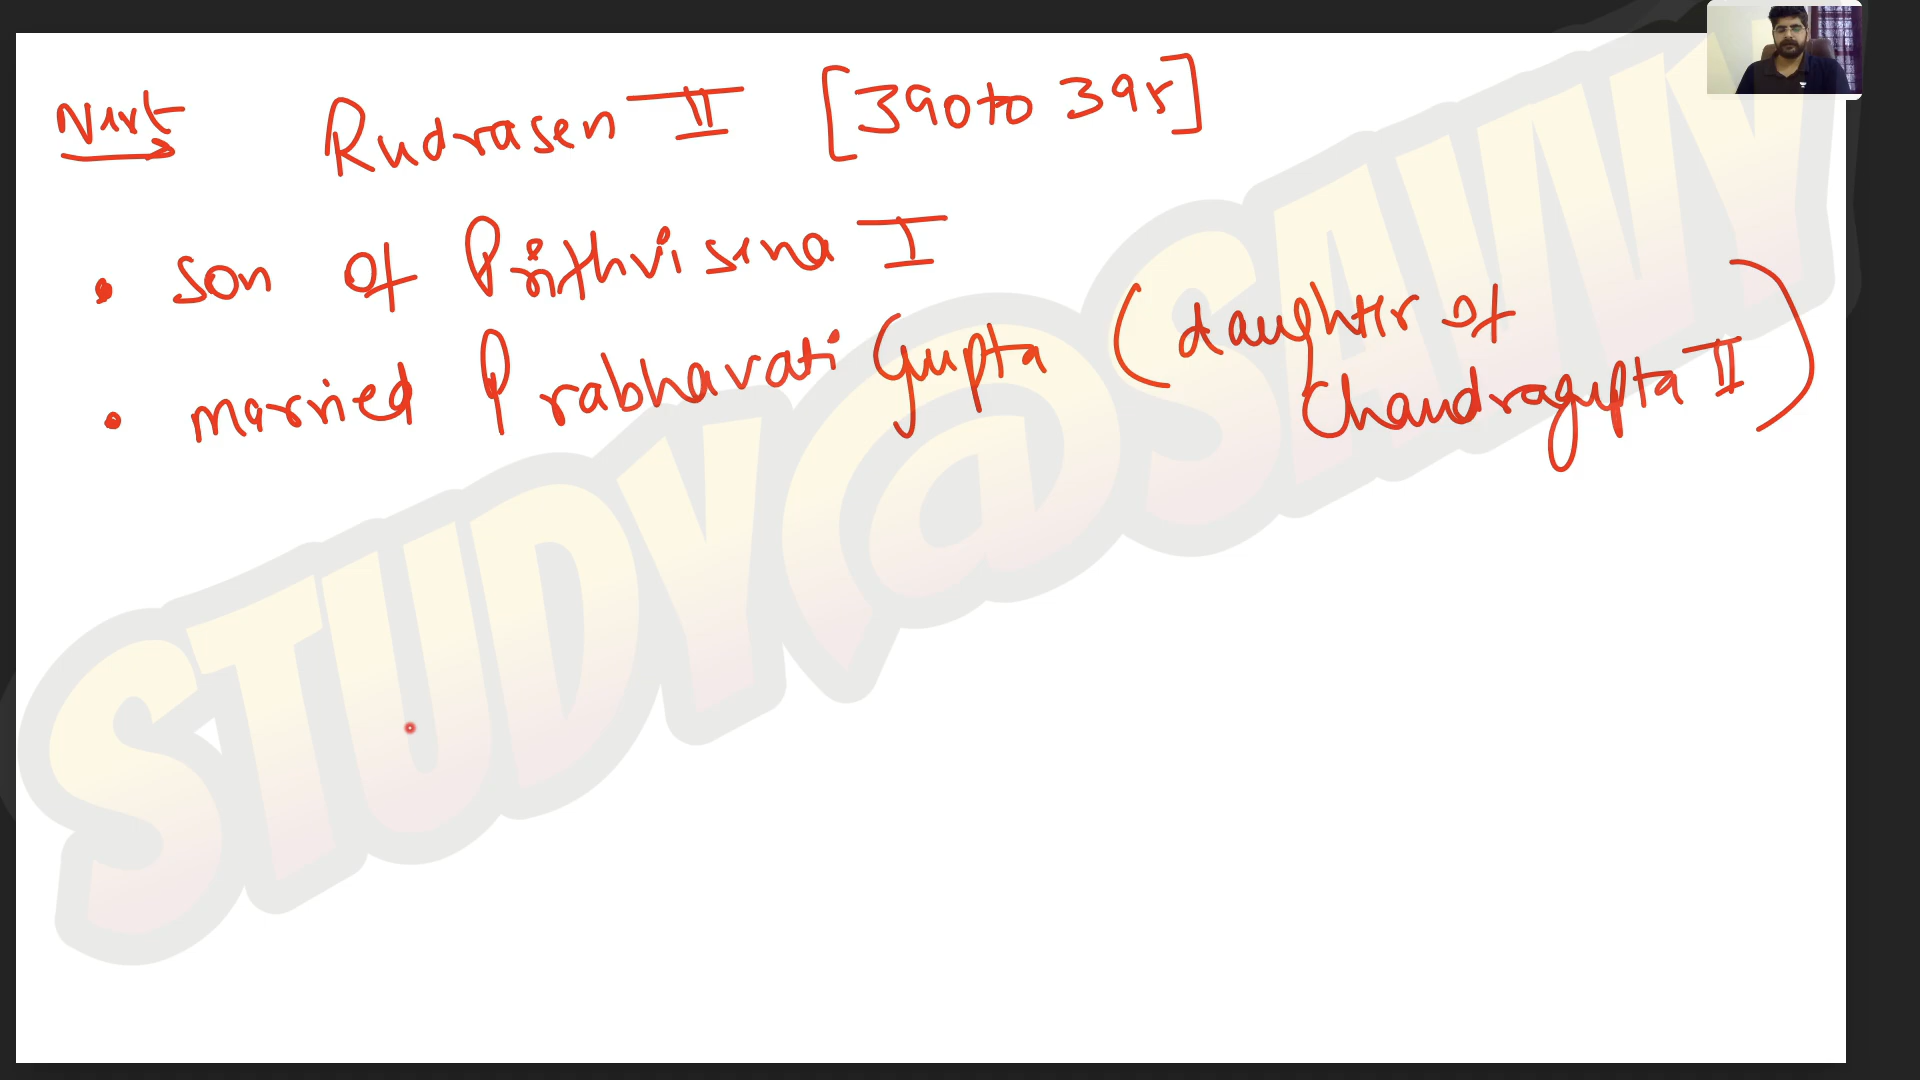 Next Rudrasen II [390 to 395]
• son of Prithvisena I
• married Prabhavati Gupta (daughter of
Chandragupta II)
STUDY@SAVVY